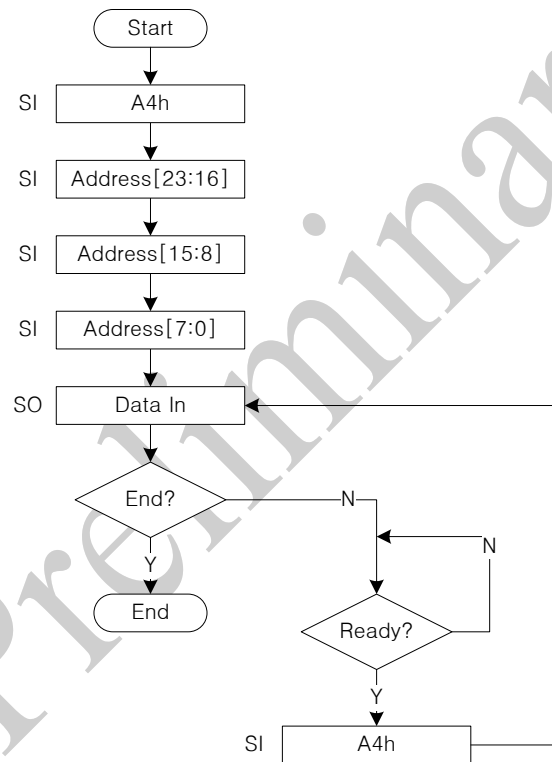 Start
SI A4h
SI Address[23:16]
SI Address[15:8]
SI Address[7:0]
SO Data In
End?
N
N
Y
End
Ready?
Y
SI A4h
Preliminar